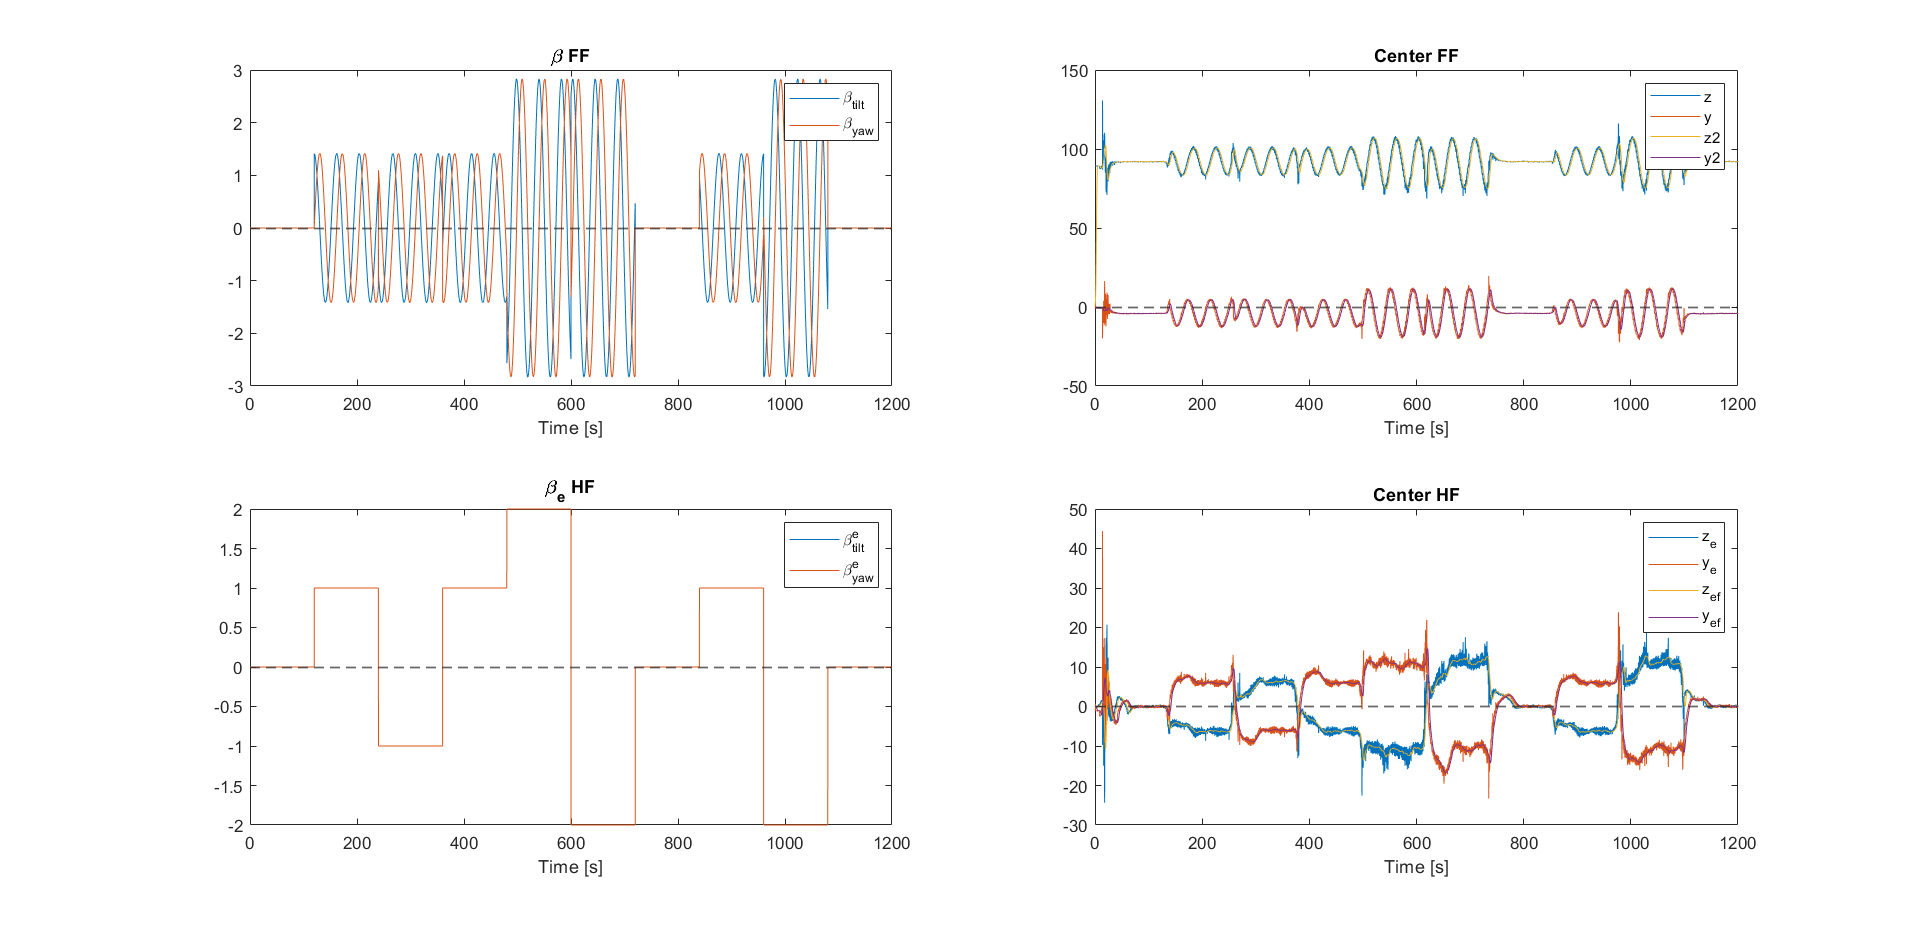 β FF
3
2
1
0
-1
-2
-3
0 200 400 600 800 1000 1200
Time [s]
β_tilt
β_yaw
Center FF
150
100
50
0
-50
0 200 400 600 800 1000 1200
Time [s]
z
y
z2
y2
β_e HF
2
1.5
1
0.5
0
-0.5
-1
-1.5
-2
0 200 400 600 800 1000 1200
Time [s]
β^e_tilt
β^e_yaw
Center HF
50
40
30
20
10
0
-10
-20
-30
0 200 400 600 800 1000 1200
Time [s]
z_e
y_e
z_ef
y_ef